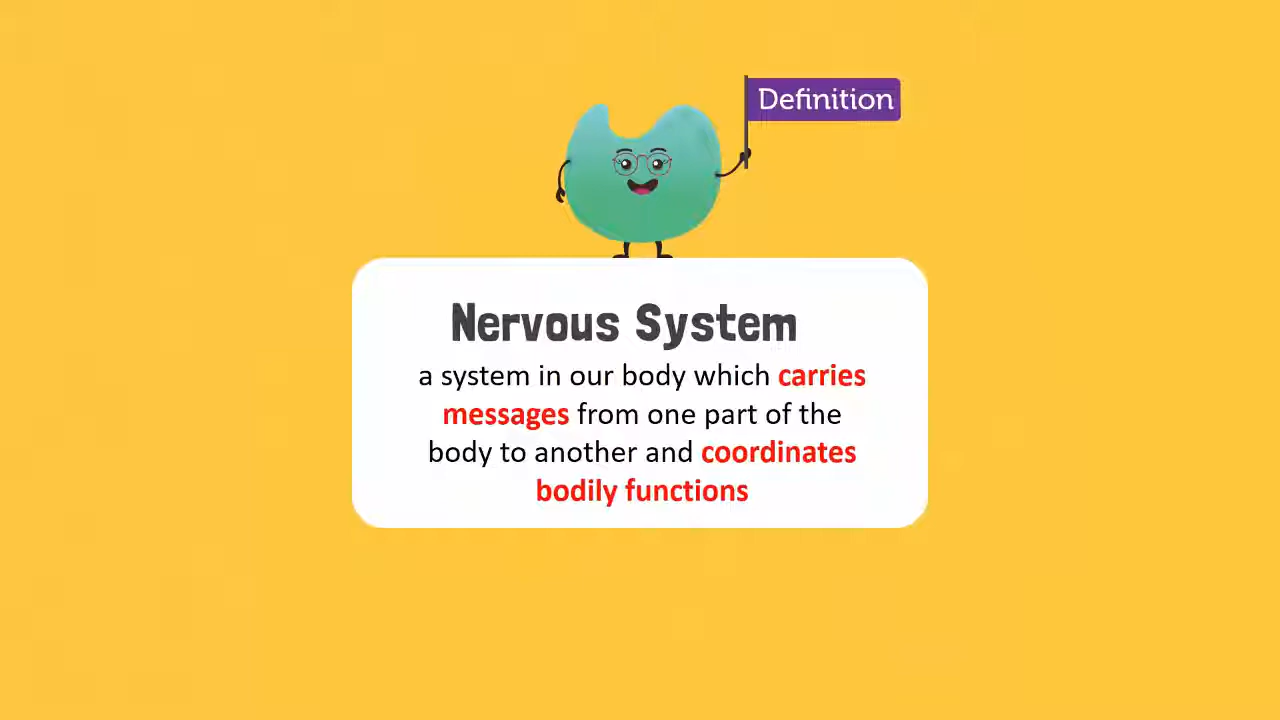 Definition
Nervous System
a system in our body which carries
messages from one part of the
body to another and coordinates
bodily functions